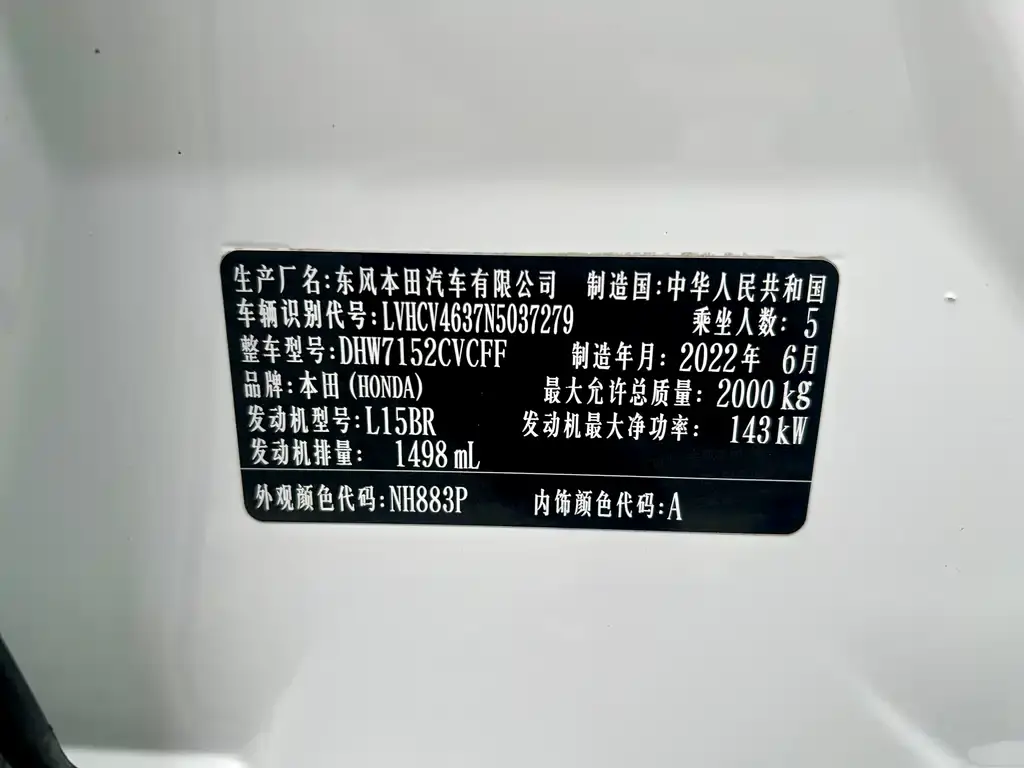 生产厂名:东风本田汽车有限公司 制造国:中华人民共和国
车辆识别代号:LVHCV4637N5037279 乘坐人数: 5
整车型号:DHW7152CVCFF 制造年月: 2022年 6月
品牌:本田(HONDA) 最大允许总质量: 2000kg
发动机型号:L15BR 发动机最大净功率: 143kW
发动机排量: 1498mL
外观颜色代码:NH883P 内饰颜色代码:A